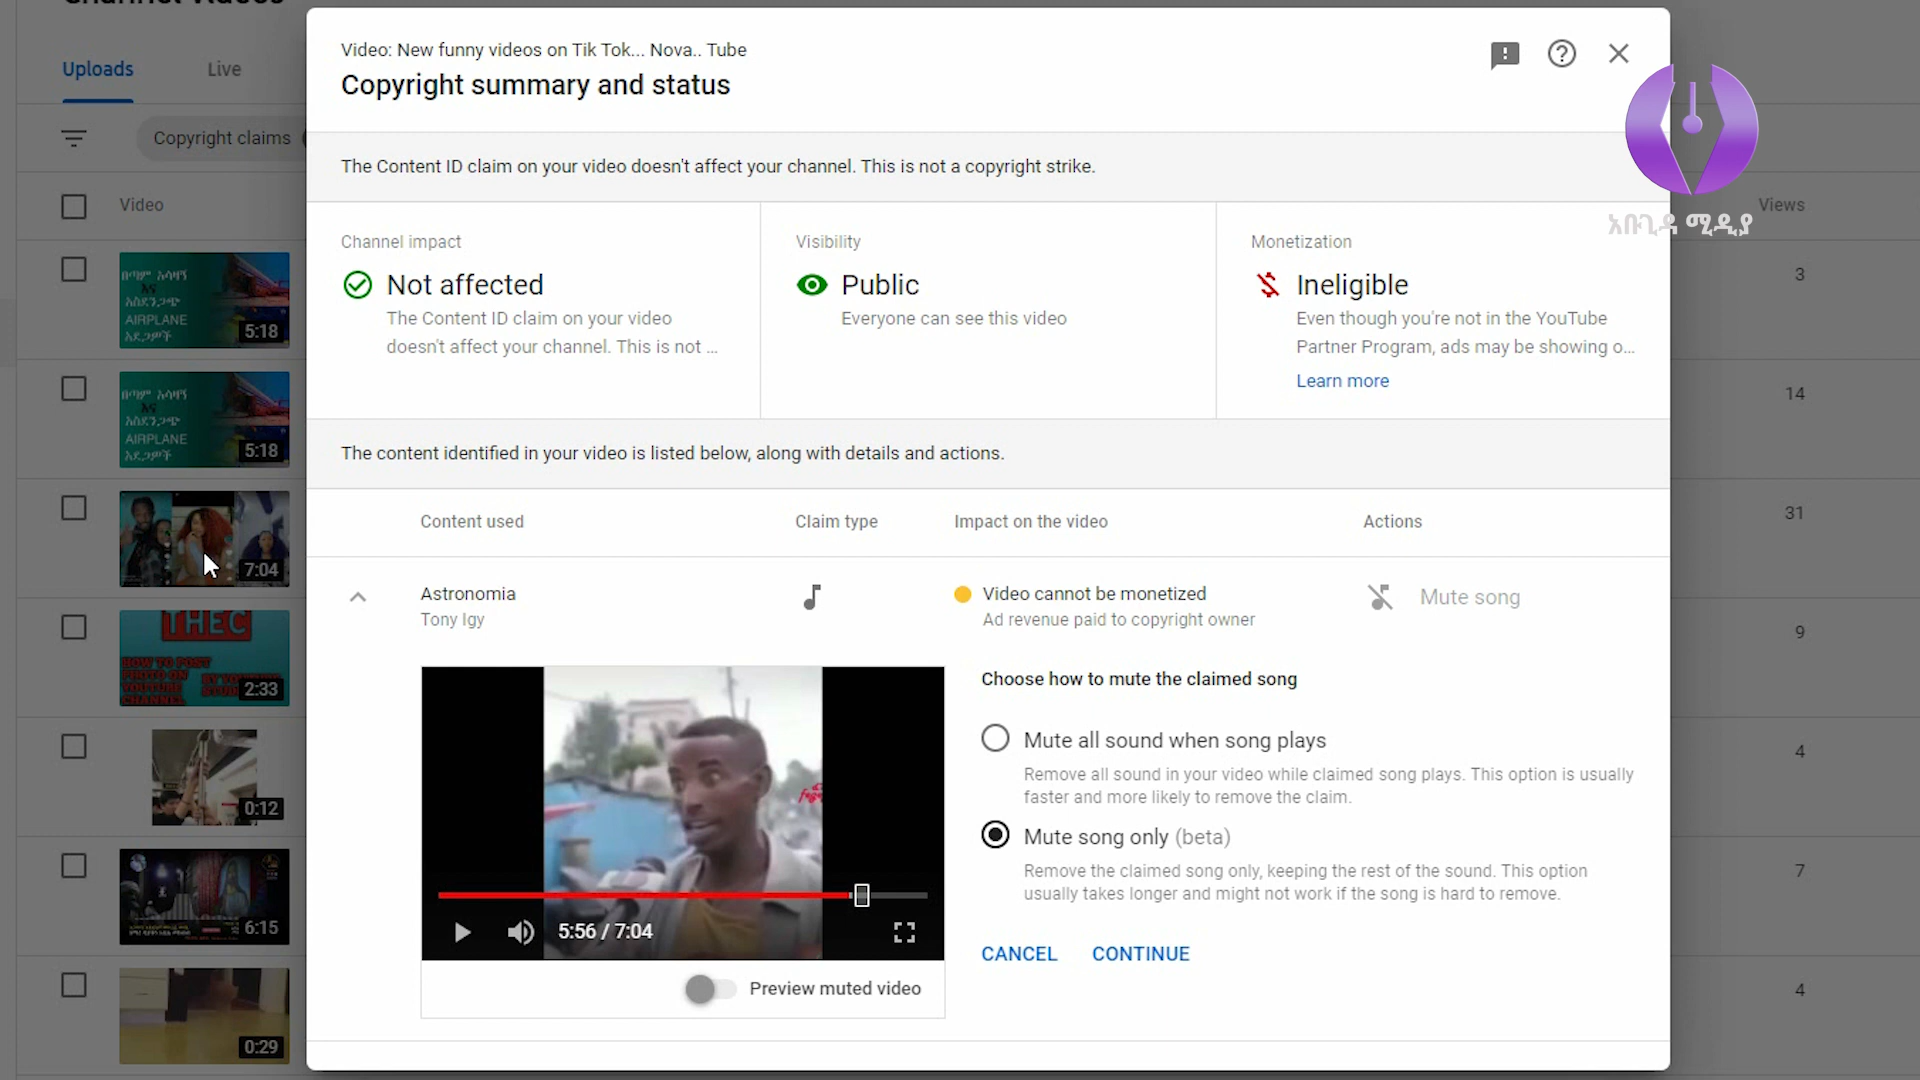 Uploads
Live
Copyright claims
Video
Views
5:18
3
5:18
14
7:04
31
2:33
9
0:12
4
6:15
7
0:29
4
Video: New funny videos on Tik Tok... Nova.. Tube
Copyright summary and status
አቡጊዳ ሚዲያ
The Content ID claim on your video doesn't affect your channel. This is not a copyright strike.
Channel impact
Not affected
The Content ID claim on your video
doesn't affect your channel. This is not ...
Visibility
Public
Everyone can see this video
Monetization
Ineligible
Even though you're not in the YouTube
Partner Program, ads may be showing o...
Learn more
The content identified in your video is listed below, along with details and actions.
Content used
Claim type
Impact on the video
Actions
Astronomia
Tony Igy
Video cannot be monetized
Ad revenue paid to copyright owner
Mute song
5:56 / 7:04
Preview muted video
Choose how to mute the claimed song
Mute all sound when song plays
Remove all sound in your video while claimed song plays. This option is usually
faster and more likely to remove the claim.
Mute song only (beta)
Remove the claimed song only, keeping the rest of the sound. This option
usually takes longer and might not work if the song is hard to remove.
CANCEL
CONTINUE